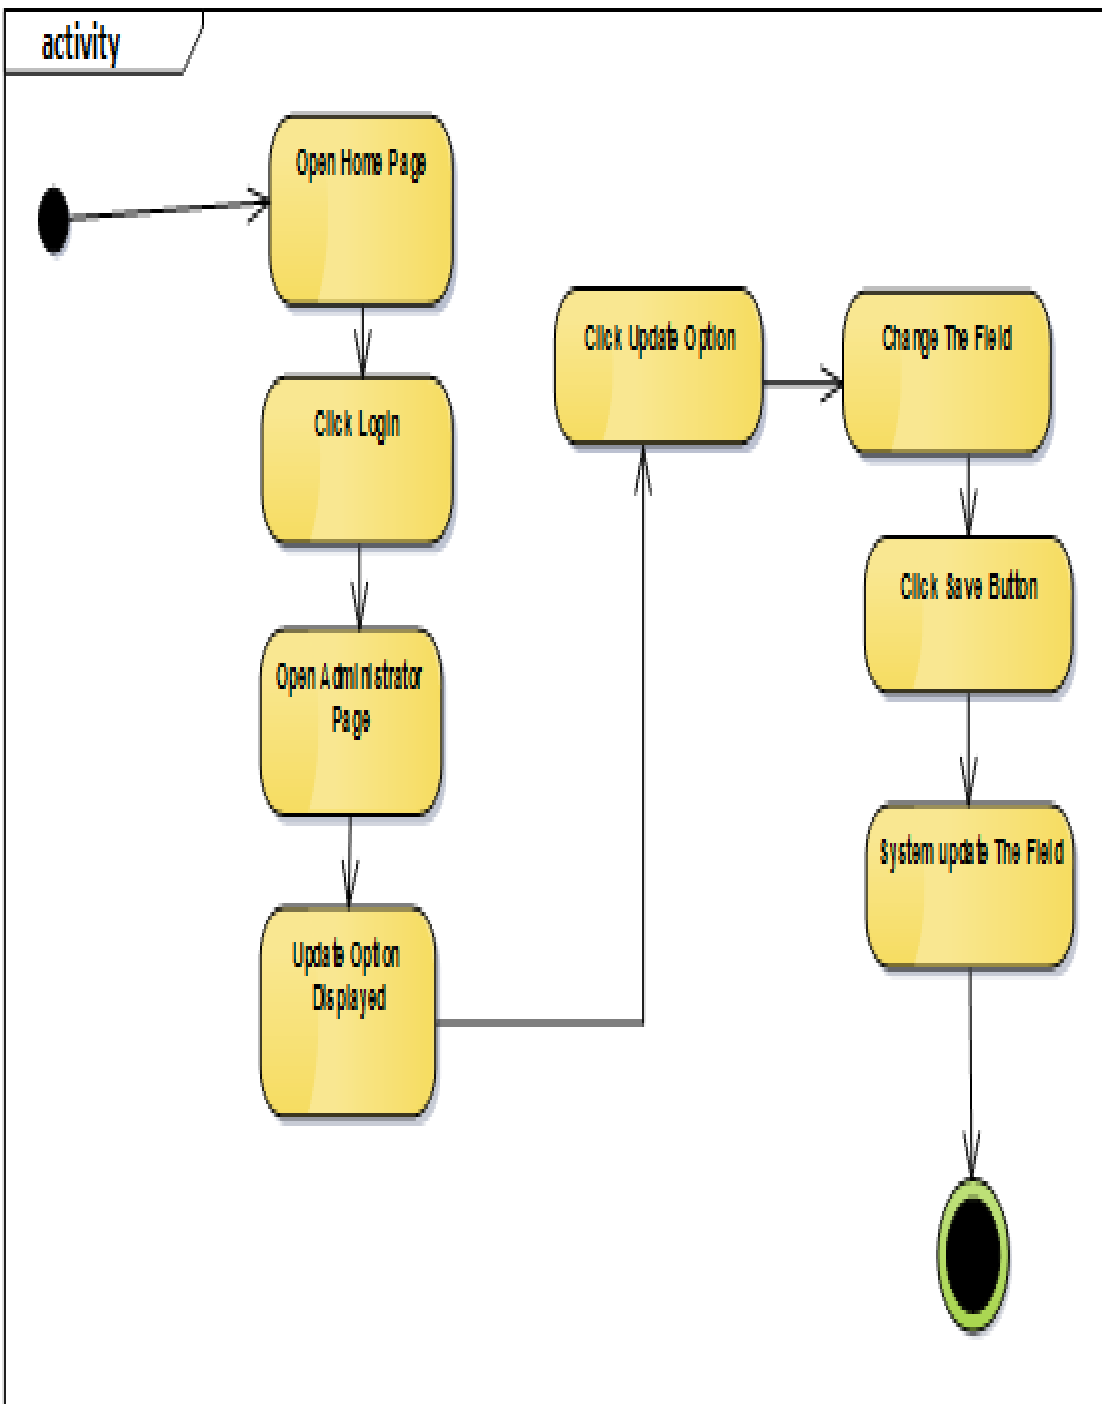 activity
Open Home Page
Click Login
Open Administrator
Page
Update Option
Displayed
Click Update Option
Change The Field
Click Save Button
System update The Field